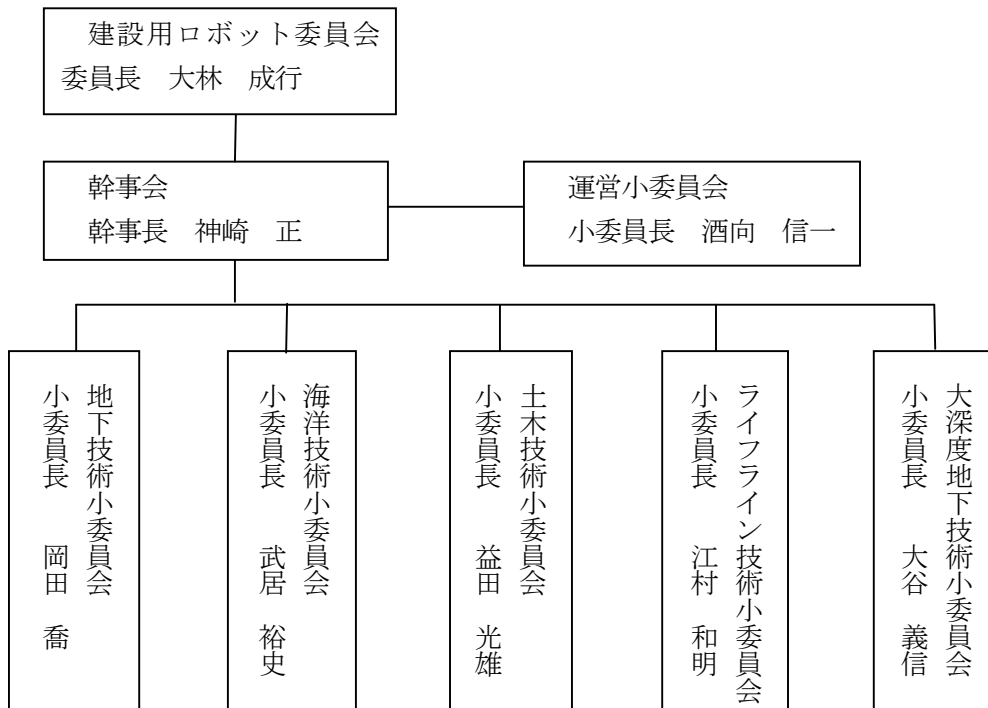 建設用ロボット委員会
委員長 大林 成行
幹事会
幹事長 神崎 正
運営小委員会
小委員長 酒向 信一
地下技術小委員会
小委員長 岡田 喬
海洋技術小委員会
小委員長 武居 裕史
土木技術小委員会
小委員長 益田 光雄
ライフライン技術小委員会
小委員長 江村 和明
大深度地下技術小委員会
小委員長 大谷 義信